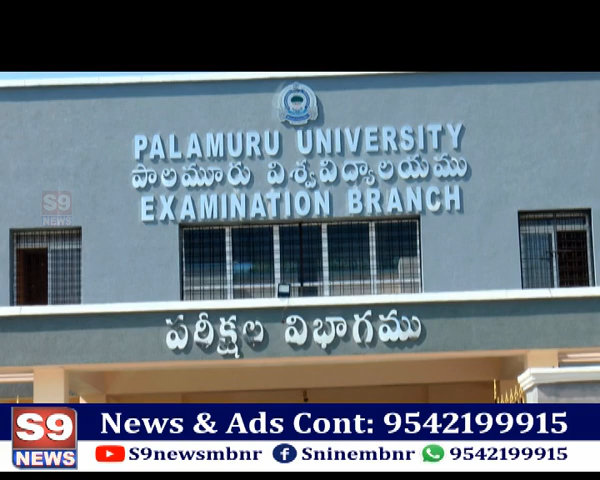 PALAMURU UNIVERSITY
పాలమూరు విశ్వవిద్యాలయము
EXAMINATION BRANCH
S9
NEWS
పరీక్షల విభాగము
S9
NEWS
News & Ads Cont: 9542199915
S9newsmbnr Sninembnr 9542199915